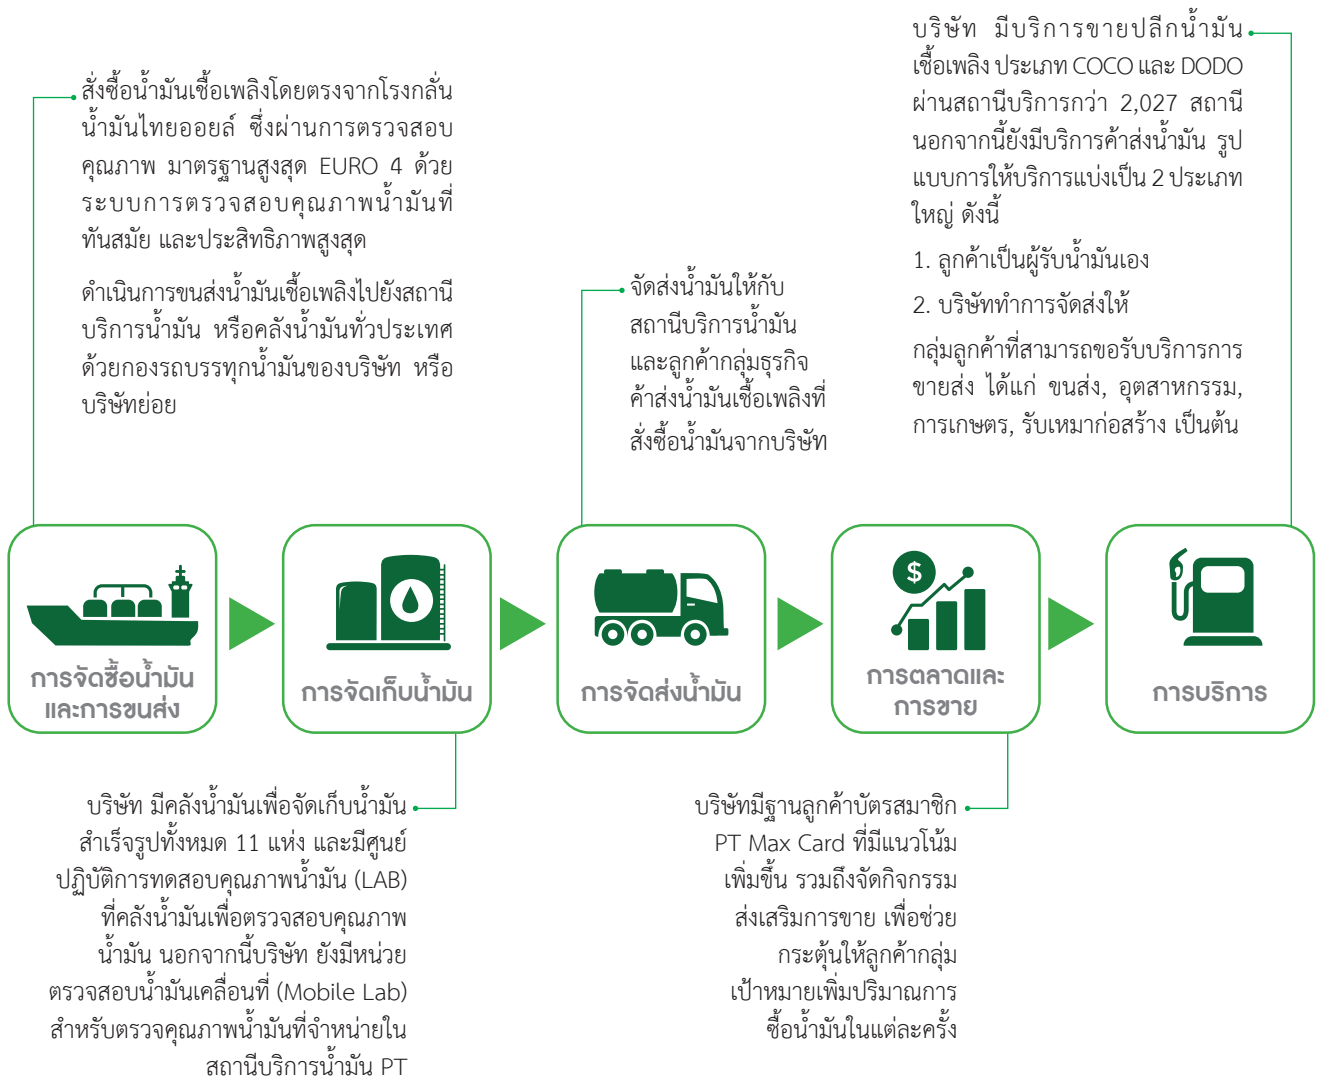 สั่งซื้อน้ำมันเชื้อเพลิงโดยตรงจากโรงกลั่น
น้ำมันไทยออยล์ ซึ่งผ่านการตรวจสอบ
คุณภาพ มาตรฐานสูงสุด EURO 4 ด้วย
ระบบการตรวจสอบคุณภาพน้ำมันที่
ทันสมัย และประสิทธิภาพสูงสุด
ดำเนินการขนส่งน้ำมันเชื้อเพลิงไปยังสถานี
บริการน้ำมัน หรือคลังน้ำมันทั่วประเทศ
ด้วยกองรถบรรทุกน้ำมันของบริษัท หรือ
บริษัทย่อย
จัดส่งน้ำมันให้กับ
สถานีบริการน้ำมัน
และลูกค้ากลุ่มธุรกิจ
ค้าส่งน้ำมันเชื้อเพลิงที่
สั่งซื้อน้ำมันจากบริษัท
บริษัท มีบริการขายปลีกน้ำมัน
เชื้อเพลิง ประเภท COCO และ DODO
ผ่านสถานีบริการกว่า 2,027 สถานี
นอกจากนี้ยังมีบริการค้าส่งน้ำมัน รูป
แบบการให้บริการแบ่งเป็น 2 ประเภท
ใหญ่ ดังนี้
1. ลูกค้าเป็นผู้รับน้ำมันเอง
2. บริษัททำการจัดส่งให้
กลุ่มลูกค้าที่สามารถขอรับบริการการ
ขายส่ง ได้แก่ ขนส่ง, อุตสาหกรรม,
การเกษตร, รับเหมาก่อสร้าง เป็นต้น
การจัดซื้อน้ำมัน
และการขนส่ง
การจัดเก็บน้ำมัน
การจัดส่งน้ำมัน
$
การตลาดและ
การขาย
การบริการ
บริษัท มีคลังน้ำมันเพื่อจัดเก็บน้ำมัน
สำเร็จรูปทั้งหมด 11 แห่ง และมีศูนย์
ปฏิบัติการทดสอบคุณภาพน้ำมัน (LAB)
ที่คลังน้ำมันเพื่อตรวจสอบคุณภาพ
น้ำมัน นอกจากนี้บริษัท ยังมีหน่วย
ตรวจสอบน้ำมันเคลื่อนที่ (Mobile Lab)
สำหรับตรวจคุณภาพน้ำมันที่จำหน่ายใน
สถานีบริการน้ำมัน PT
บริษัทมีฐานลูกค้าบัตรสมาชิก
PT Max Card ที่มีแนวโน้ม
เพิ่มขึ้น รวมถึงจัดกิจกรรม
ส่งเสริมการขาย เพื่อช่วย
กระตุ้นให้ลูกค้ากลุ่ม
เป้าหมายเพิ่มปริมาณการ
ซื้อน้ำมันในแต่ละครั้ง